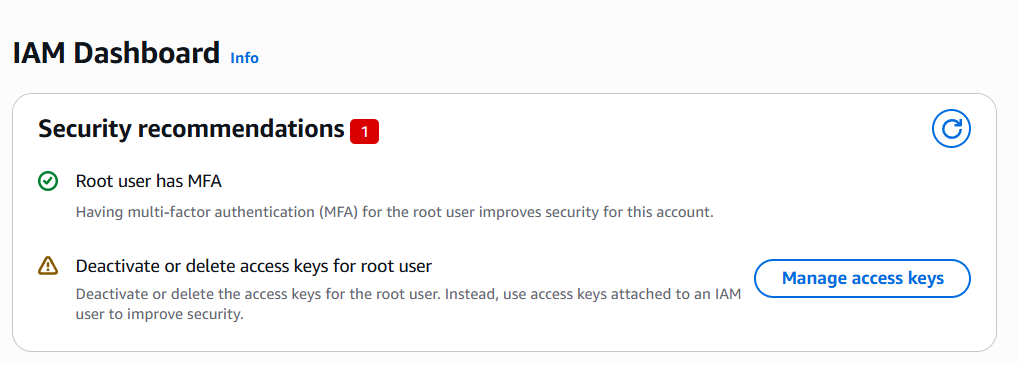 IAM Dashboard Info
Security recommendations 1
Root user has MFA
Having multi-factor authentication (MFA) for the root user improves security for this account.
Deactivate or delete access keys for root user
Deactivate or delete the access keys for the root user. Instead, use access keys attached to an IAM
user to improve security.
Manage access keys